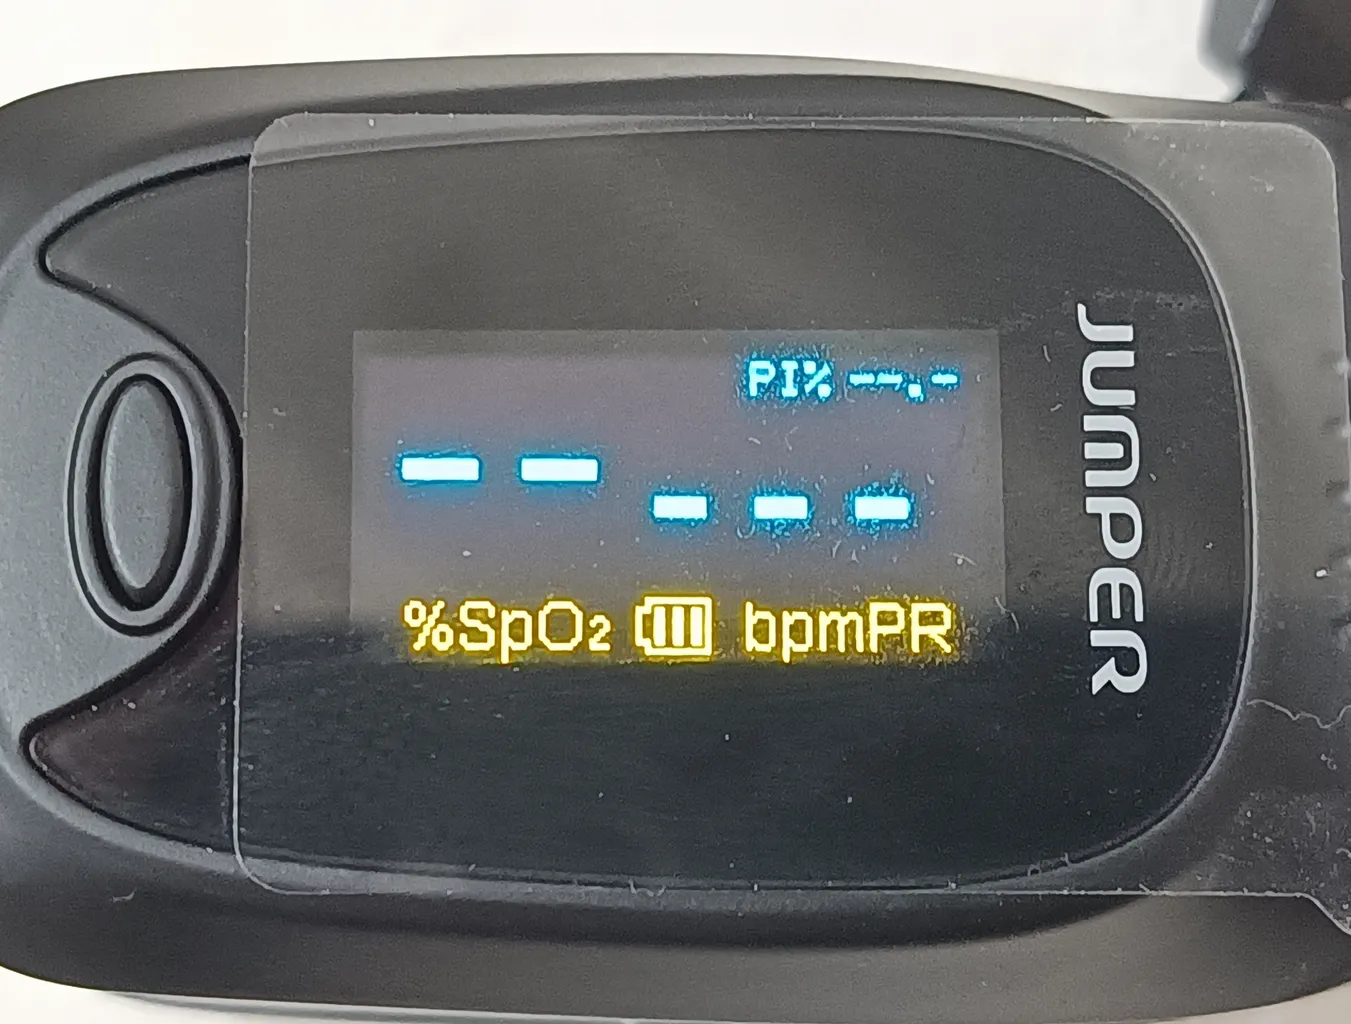 PI% --.-
-- ---
%SpO₂ bpmPR
JUMPER